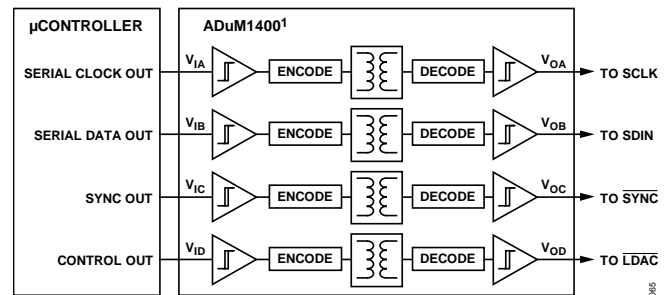 µCONTROLLER
ADuM1400¹
SERIAL CLOCK OUT
V_IA
ENCODE
DECODE
V_OA
TO SCLK
SERIAL DATA OUT
V_IB
ENCODE
DECODE
V_OB
TO SDIN
SYNC OUT
V_IC
ENCODE
DECODE
V_OC
TO SYNC
CONTROL OUT
V_ID
ENCODE
DECODE
V_OD
TO LDAC